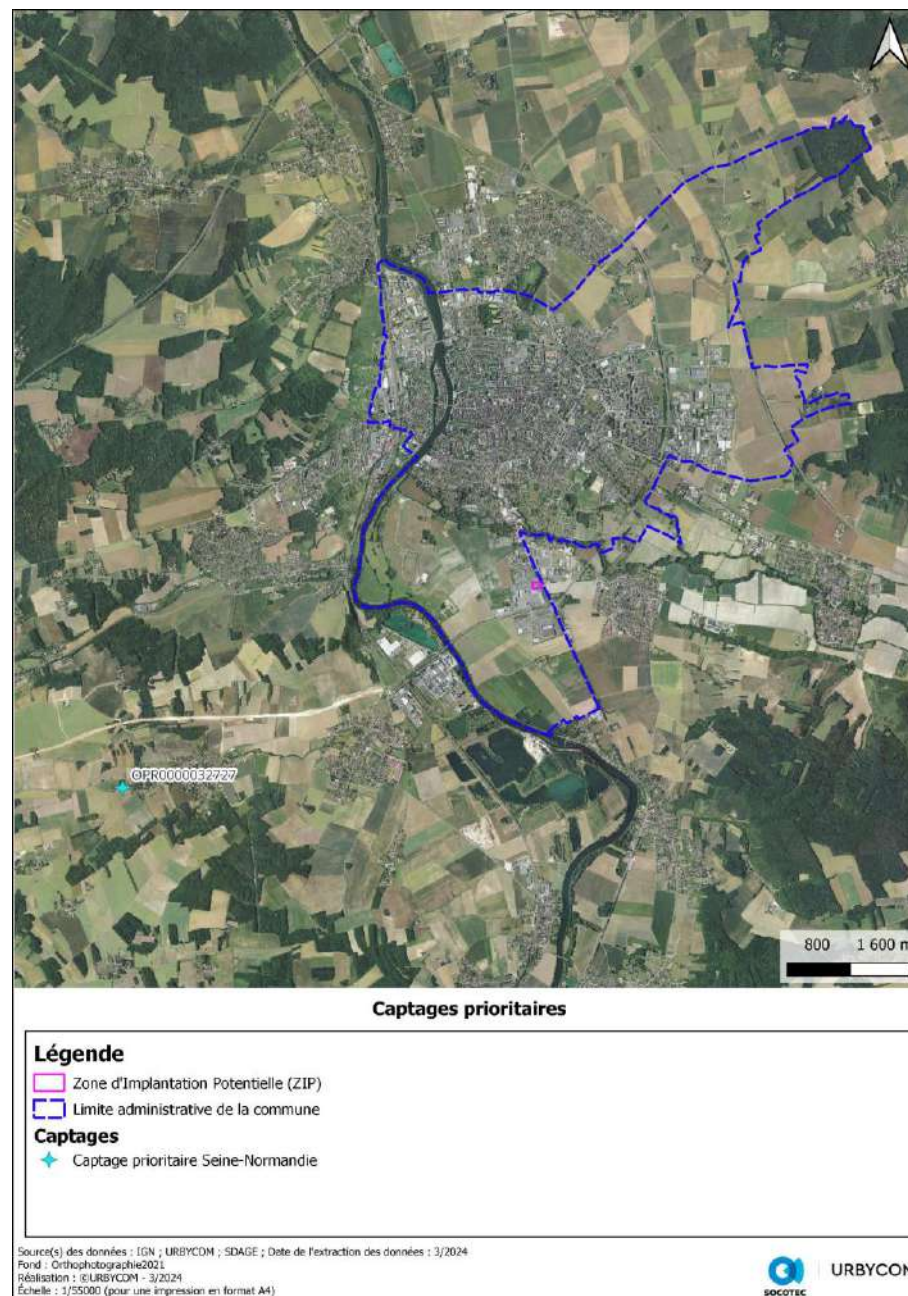 OPR0000032727
800 1 600 m
Captages prioritaires
Légende
Zone d'Implantation Potentielle (ZIP)
Limite administrative de la commune
Captages
Captage prioritaire Seine-Normandie
Source(s) des données : IGN ; URBYCOM ; SDAGE ; Date de l'extraction des données : 3/2024
Fond : Orthophotographie2021
Réalisation : ©URBYCOM - 3/2024
Échelle : 1/55000 (pour une impression en format A4)
SOCOTEC
URBYCOM